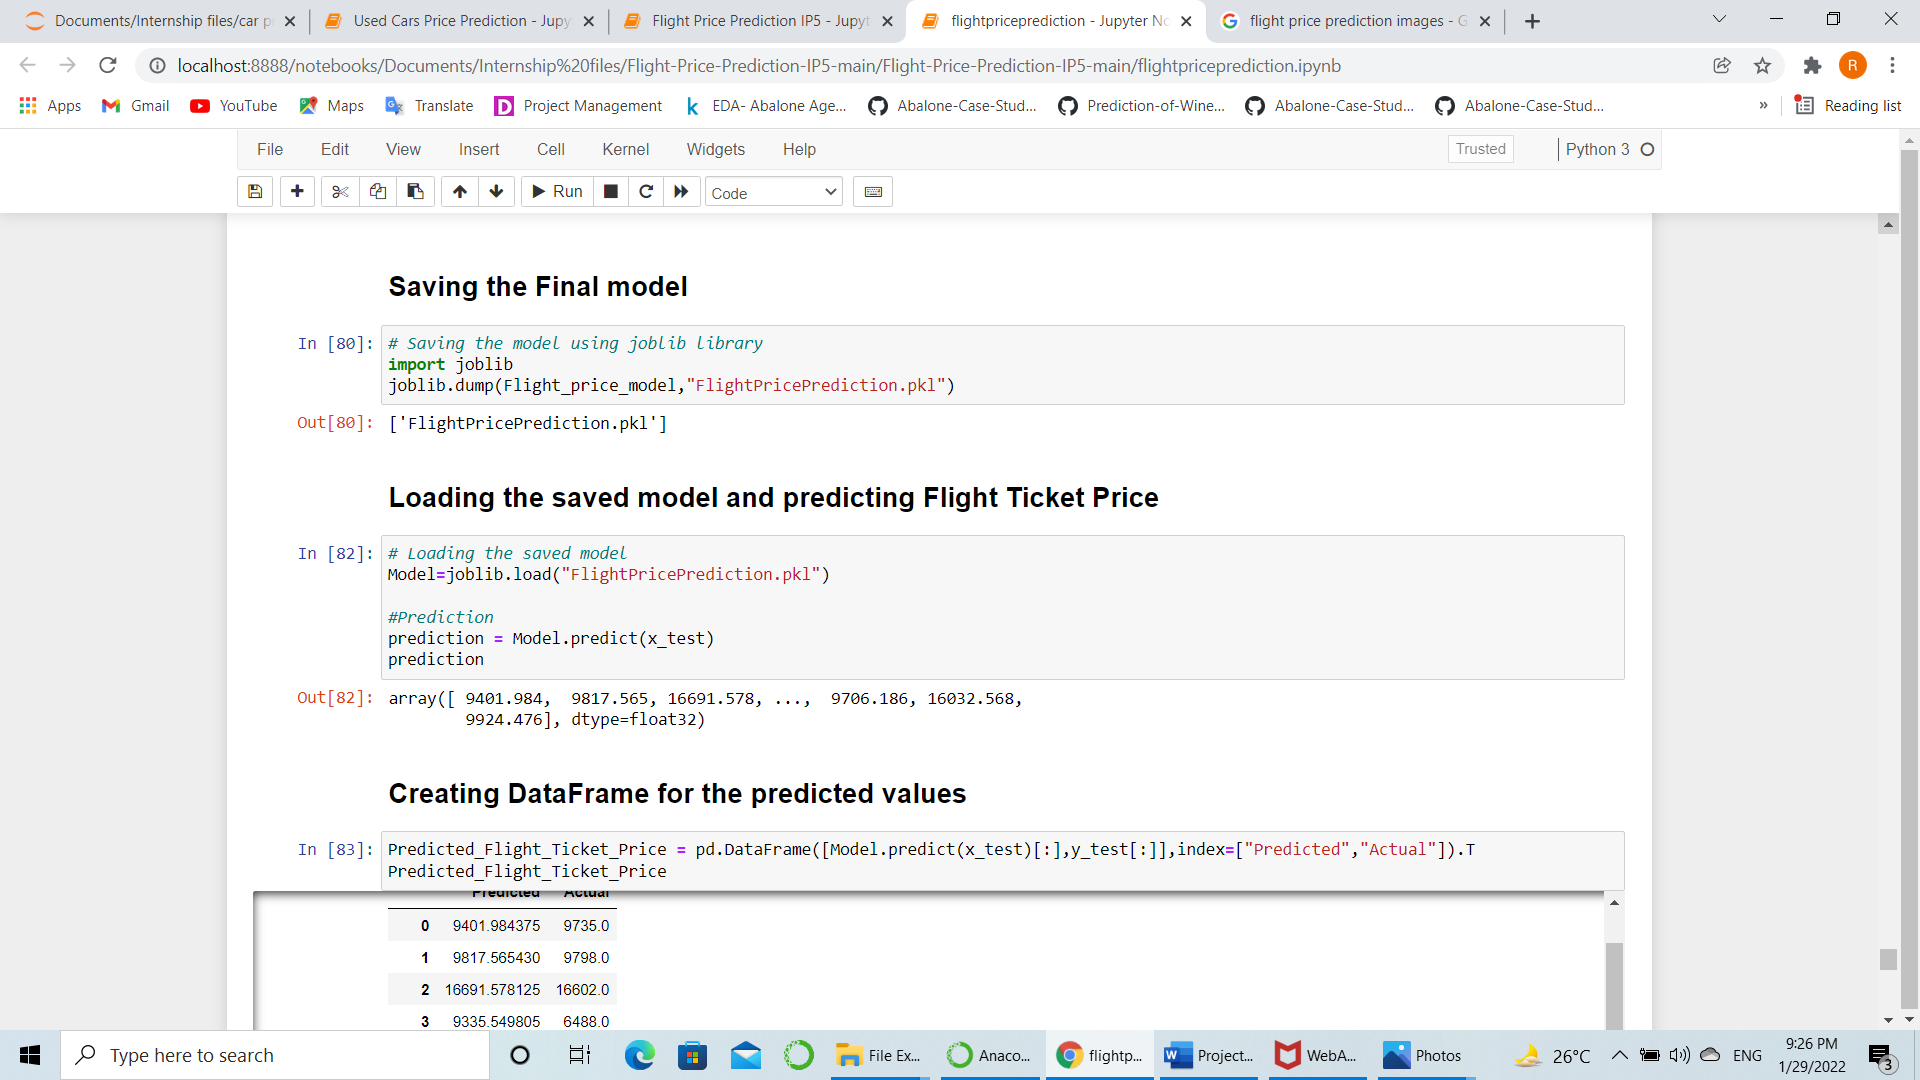 Documents/Internship files/car p
Used Cars Price Prediction - Jupy
Flight Price Prediction IP5 - Jupyt
flightpriceprediction - Jupyter No
flight price prediction images - G
localhost:8888/notebooks/Documents/Internship%20files/Flight-Price-Prediction-IP5-main/Flight-Price-Prediction-IP5-main/flightpriceprediction.ipynb
R
Apps Gmail YouTube Maps Translate Project Management EDA- Abalone Age... Abalone-Case-Stud... Prediction-of-Wine... Abalone-Case-Stud... Abalone-Case-Stud... » Reading list
File Edit View Insert Cell Kernel Widgets Help Trusted Python 3
Run Code
Saving the Final model
In [80]: # Saving the model using joblib library
import joblib
joblib.dump(Flight_price_model,"FlightPricePrediction.pkl")
Out[80]: ['FlightPricePrediction.pkl']
Loading the saved model and predicting Flight Ticket Price
In [82]: # Loading the saved model
Model=joblib.load("FlightPricePrediction.pkl")
#Prediction
prediction = Model.predict(x_test)
prediction
Out[82]: array([ 9401.984,  9817.565, 16691.578, ...,  9706.186, 16032.568,
9924.476], dtype=float32)
Creating DataFrame for the predicted values
In [83]: Predicted_Flight_Ticket_Price = pd.DataFrame([Model.predict(x_test)[:],y_test[:]],index=["Predicted","Actual"]).T
Predicted_Flight_Ticket_Price
Predicted Actual
0 9401.984375 9735.0
1 9817.565430 9798.0
2 16691.578125 16602.0
3 9335.549805 6488.0
Type here to search
File Ex... Anaco... flightp... Project... WebA... Photos 26°C ENG
9:26 PM
1/29/2022
3